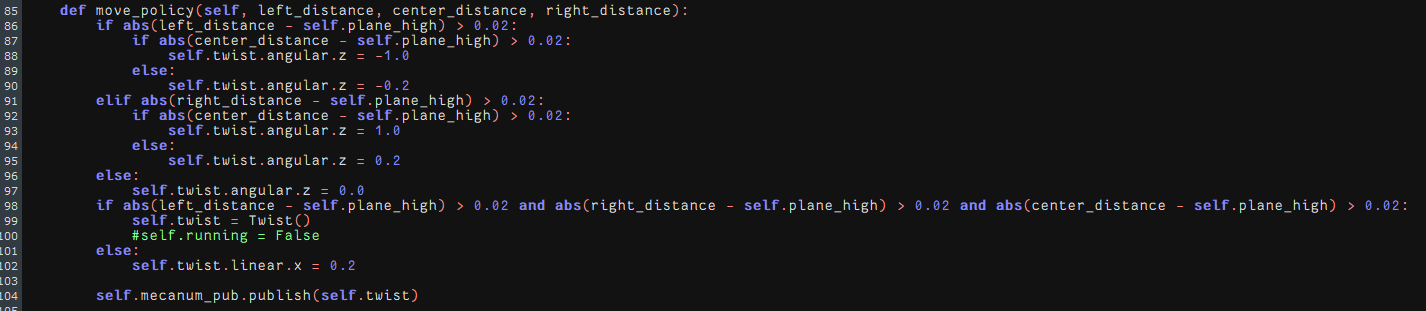 85 def move_policy(self, left_distance, center_distance, right_distance):
86 if abs(left_distance - self.plane_high) > 0.02:
87 if abs(center_distance - self.plane_high) > 0.02:
88 self.twist.angular.z = -1.0
89 else:
90 self.twist.angular.z = -0.2
91 elif abs(right_distance - self.plane_high) > 0.02:
92 if abs(center_distance - self.plane_high) > 0.02:
93 self.twist.angular.z = 1.0
94 else:
95 self.twist.angular.z = 0.2
96 else:
97 self.twist.angular.z = 0.0
98 if abs(left_distance - self.plane_high) > 0.02 and abs(right_distance - self.plane_high) > 0.02 and abs(center_distance - self.plane_high) > 0.02:
99 self.twist = Twist()
100 #self.running = False
101 else:
102 self.twist.linear.x = 0.2
103
104 self.mecanum_pub.publish(self.twist)